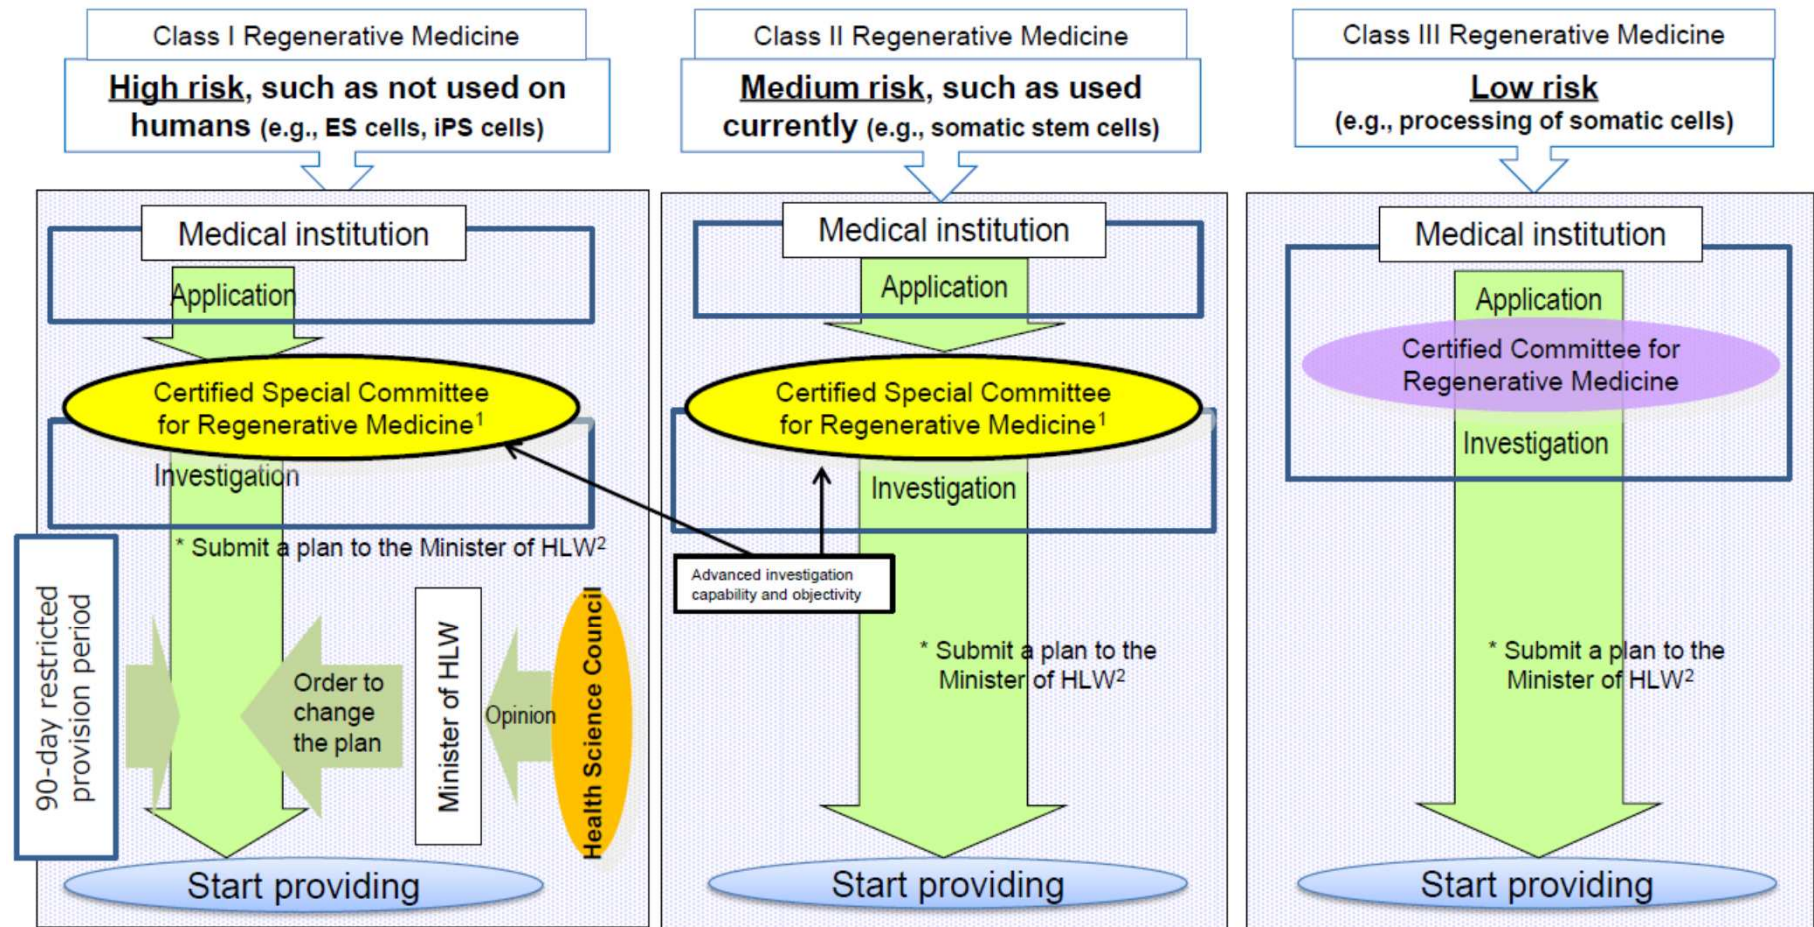 Class I Regenerative Medicine
High risk, such as not used on
humans (e.g., ES cells, iPS cells)
Medical institution
Application
Certified Special Committee
for Regenerative Medicine¹
Investigation
* Submit a plan to the Minister of HLW²
90-day restricted
provision period
Order to
change
the plan
Minister of HLW
Opinion
Health Science Council
Start providing
Class II Regenerative Medicine
Medium risk, such as used
currently (e.g., somatic stem cells)
Medical institution
Application
Certified Special Committee
for Regenerative Medicine¹
Investigation
Advanced investigation
capability and objectivity
* Submit a plan to the
Minister of HLW²
Start providing
Class III Regenerative Medicine
Low risk
(e.g., processing of somatic cells)
Medical institution
Application
Certified Committee for
Regenerative Medicine
Investigation
* Submit a plan to the
Minister of HLW²
Start providing